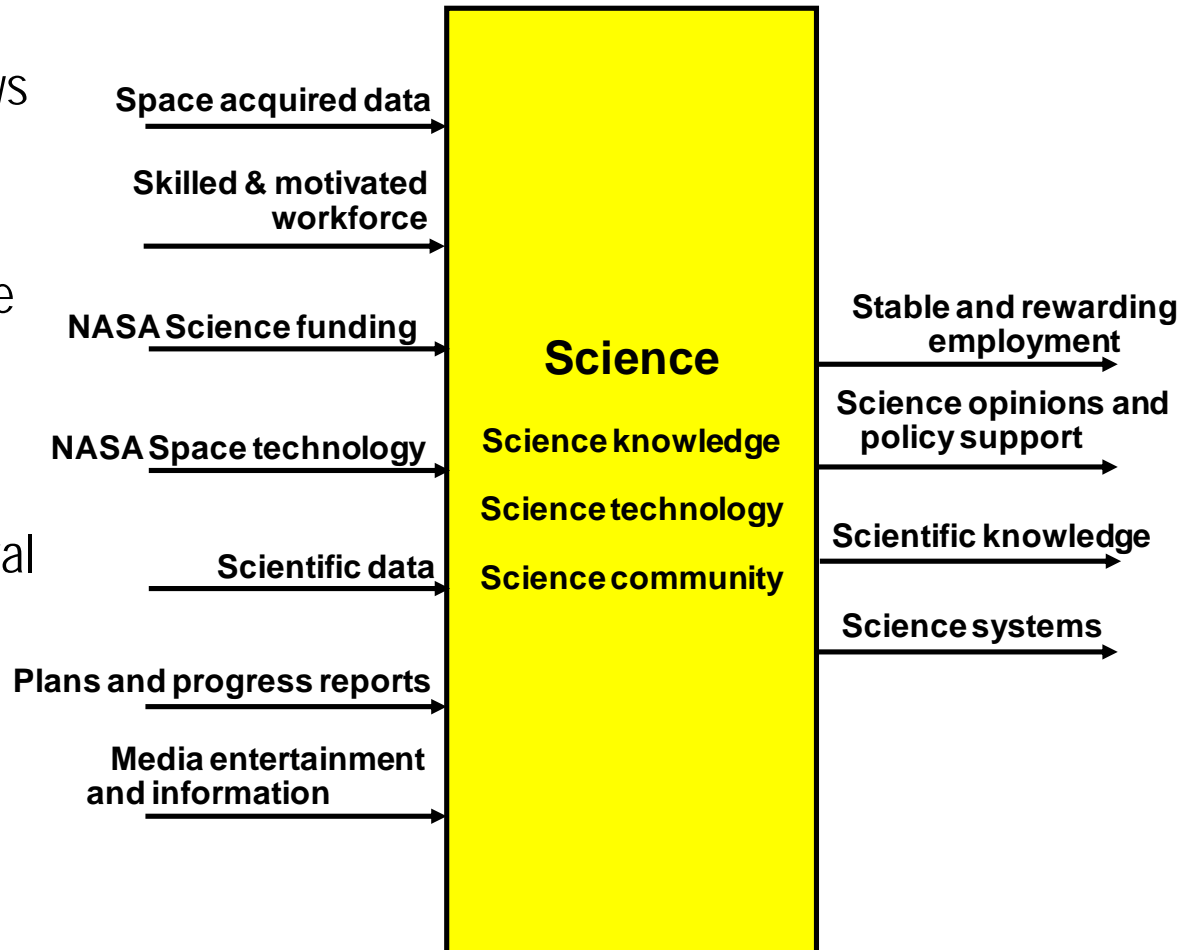 Space acquired data
Skilled & motivated
workforce
NASA Science funding
NASA Space technology
Scientific data
Plans and progress reports
Media entertainment
and information
Science
Science knowledge
Science technology
Science community
Stable and rewarding
employment
Science opinions and
policy support
Scientific knowledge
Science systems